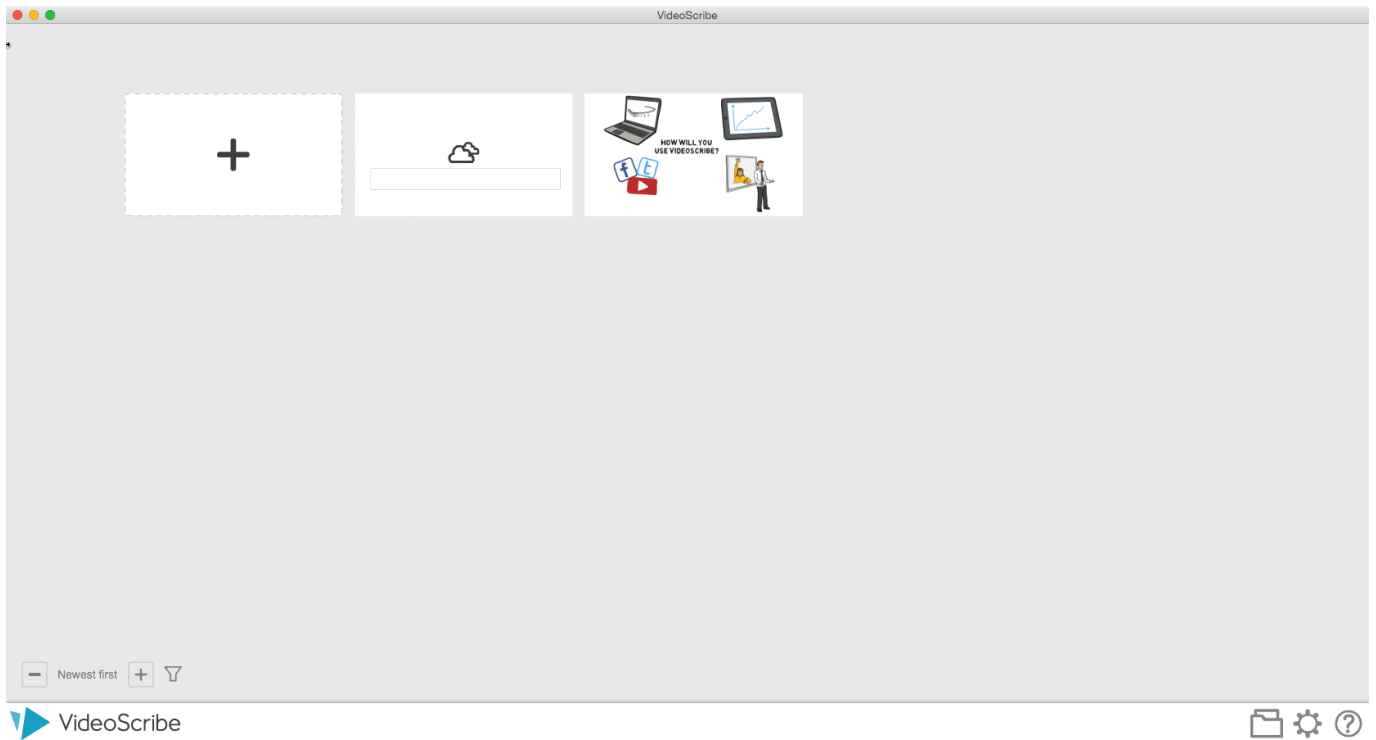 VideoScribe
HOW WILL YOU
USE VIDEOSCRIBE?
f t
Newest first
VideoScribe